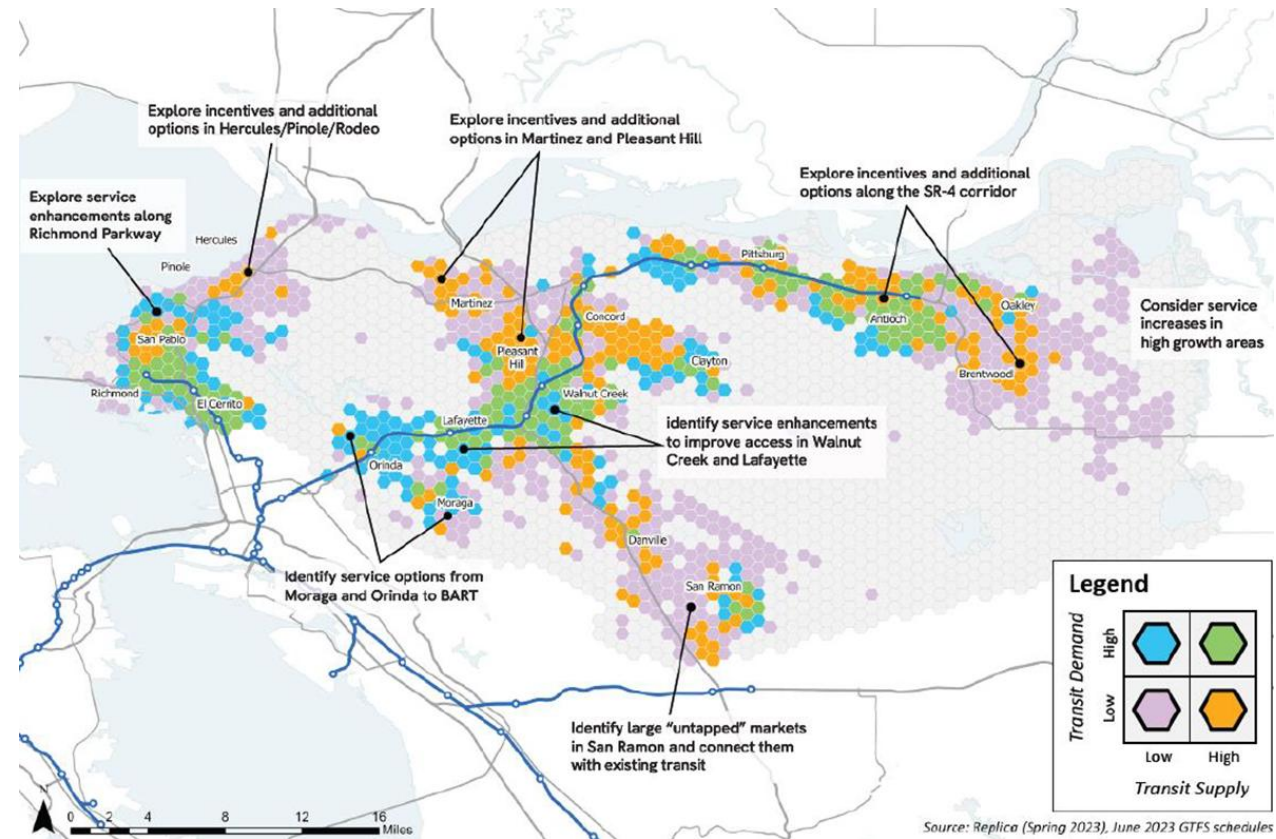 Explore incentives and additional
options in Hercules/Pinole/Rodeo
Explore incentives and additional
options in Martinez and Pleasant Hill
Explore incentives and additional
options along the SR-4 corridor
Explore service
enhancements along
Richmond Parkway
Hercules
Pinole
San Pablo
Richmond
El Cerrito
Martinez
Pleasant
Hill
Concord
Clayton
Walnut Creek
Lafayette
Orinda
Moraga
Pittsburg
Antioch
Oakley
Brentwood
Consider service
increases in
high growth areas
identify service enhancements
to improve access in Walnut
Creek and Lafayette
Danville
San Ramon
Identify service options from
Moraga and Orinda to BART
Identify large “untapped” markets
in San Ramon and connect them
with existing transit
Legend
Transit Demand
High
Low
Low High
Transit Supply
N
0 2 4 8 12 16
Miles
Source: Replica (Spring 2023), June 2023 GTFS schedules